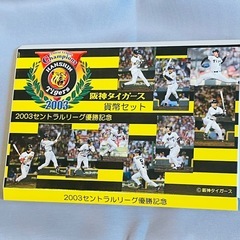 Champion
HANSHIN
Tigers
2003
阪神タイガース
貨幣セット
2003セントラルリーグ優勝記念
©阪神タイガース
2003セントラルリーグ優勝記念